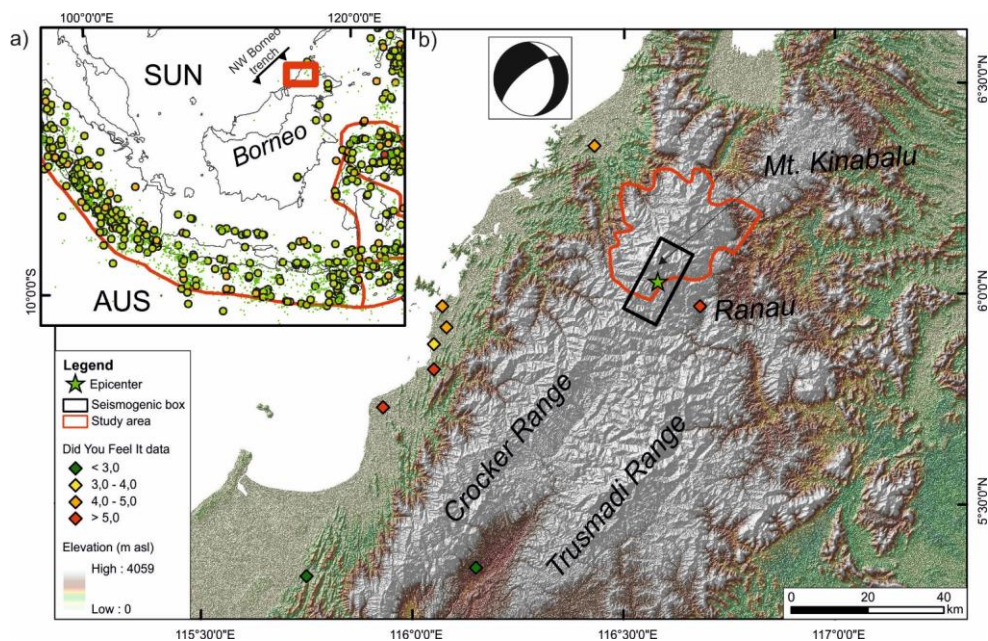 a)
100°0'0"E
120°0'0"E
SUN
NW Borneo
trench
Borneo
AUS
10°0'0"S
b)
Mt. Kinabalu
Ranau
Crocker Range
Trusmadi Range
6°30'0"N
6°0'0"N
5°30'0"N
Legend
Epicenter
Seismogenic box
Study area
Did You Feel It data
< 3,0
3,0 - 4,0
4,0 - 5,0
> 5,0
Elevation (m asl)
High : 4059
Low : 0
0 20 40
km
115°30'0"E
116°0'0"E
116°30'0"E
117°0'0"E